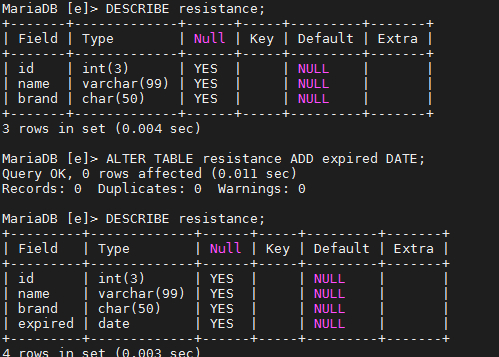 MariaDB [e]> DESCRIBE resistance;
+-------+-------------+------+-----+---------+-------+
| Field | Type        | Null | Key | Default | Extra |
+-------+-------------+------+-----+---------+-------+
| id    | int(3)      | YES  |     | NULL    |       |
| name  | varchar(99) | YES  |     | NULL    |       |
| brand | char(50)    | YES  |     | NULL    |       |
+-------+-------------+------+-----+---------+-------+
3 rows in set (0.004 sec)

MariaDB [e]> ALTER TABLE resistance ADD expired DATE;
Query OK, 0 rows affected (0.011 sec)
Records: 0  Duplicates: 0  Warnings: 0

MariaDB [e]> DESCRIBE resistance;
+---------+-------------+------+-----+---------+-------+
| Field   | Type        | Null | Key | Default | Extra |
+---------+-------------+------+-----+---------+-------+
| id      | int(3)      | YES  |     | NULL    |       |
| name    | varchar(99) | YES  |     | NULL    |       |
| brand   | char(50)    | YES  |     | NULL    |       |
| expired | date        | YES  |     | NULL    |       |
+---------+-------------+------+-----+---------+-------+
4 rows in set (0.003 sec)